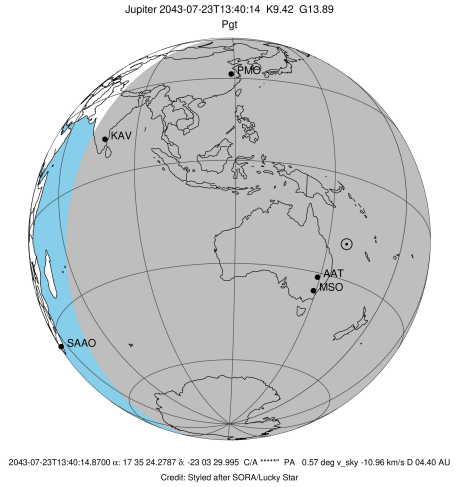 Jupiter 2043-07-23T13:40:14 K9.42 G13.89
Pgt
PMO
KAV
AAT
MSO
SAAO
2043-07-23T13:40:14.8700 α: 17 35 24.2787 δ: -23 03 29.995 C/A *****" PA 0.57 deg v_sky -10.96 km/s D 04.40 AU
Credit: Styled after SORA/Lucky Star